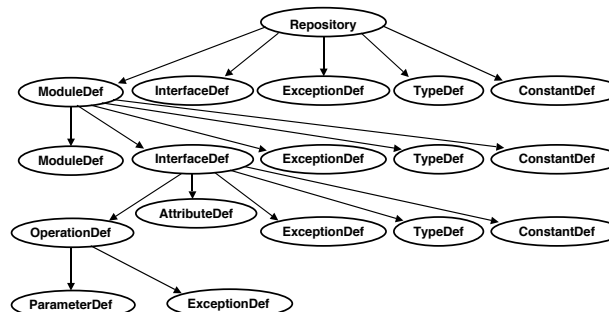 Repository
ModuleDef InterfaceDef ExceptionDef TypeDef ConstantDef
ModuleDef InterfaceDef ExceptionDef TypeDef ConstantDef
AttributeDef
OperationDef ExceptionDef TypeDef ConstantDef
ParameterDef ExceptionDef